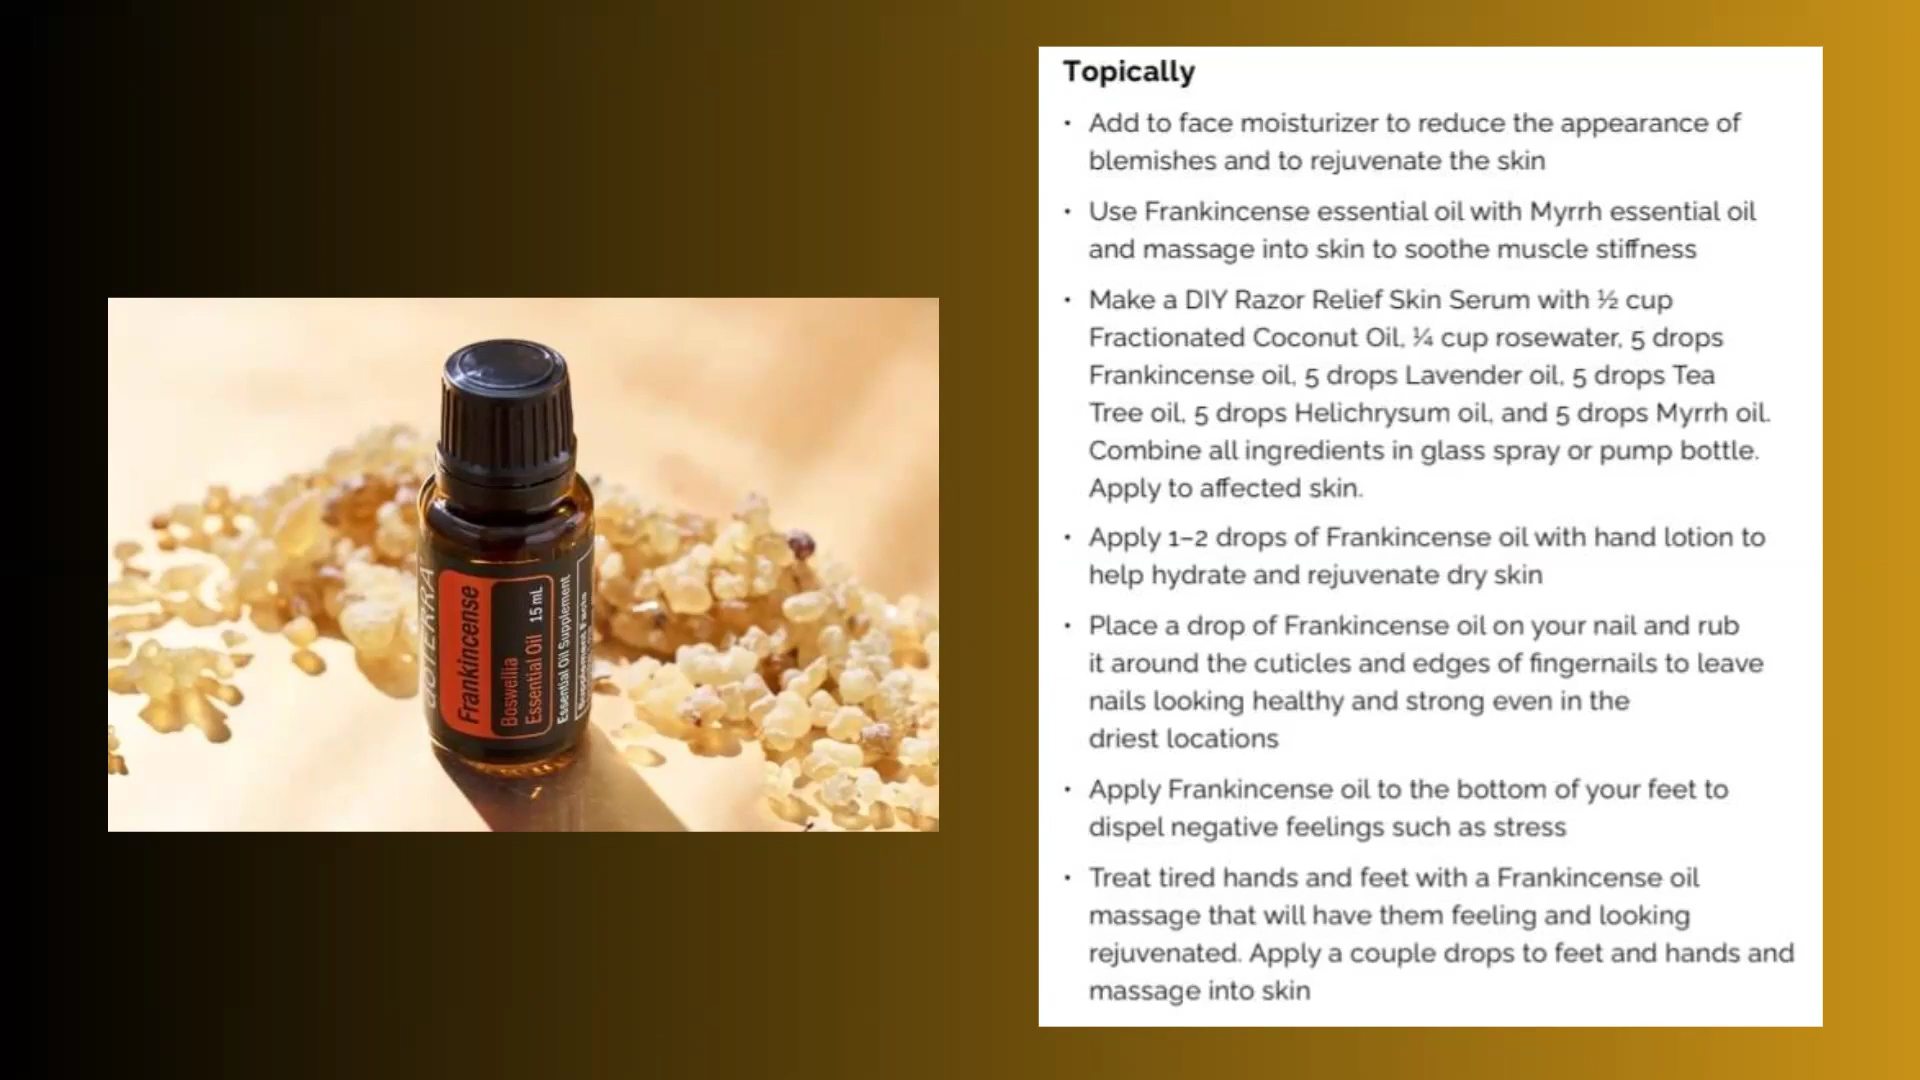 Topically
• Add to face moisturizer to reduce the appearance of
blemishes and to rejuvenate the skin
• Use Frankincense essential oil with Myrrh essential oil
and massage into skin to soothe muscle stiffness
• Make a DIY Razor Relief Skin Serum with ½ cup
Fractionated Coconut Oil, ¼ cup rosewater, 5 drops
Frankincense oil, 5 drops Lavender oil, 5 drops Tea
Tree oil, 5 drops Helichrysum oil, and 5 drops Myrrh oil.
Combine all ingredients in glass spray or pump bottle.
Apply to affected skin.
• Apply 1–2 drops of Frankincense oil with hand lotion to
help hydrate and rejuvenate dry skin
• Place a drop of Frankincense oil on your nail and rub
it around the cuticles and edges of fingernails to leave
nails looking healthy and strong even in the
driest locations
• Apply Frankincense oil to the bottom of your feet to
dispel negative feelings such as stress
• Treat tired hands and feet with a Frankincense oil
massage that will have them feeling and looking
rejuvenated. Apply a couple drops to feet and hands and
massage into skin
dōTERRA
Frankincense
Boswellia
Essential Oil 15 mL
Essential Oil Supplement
Supplement Facts